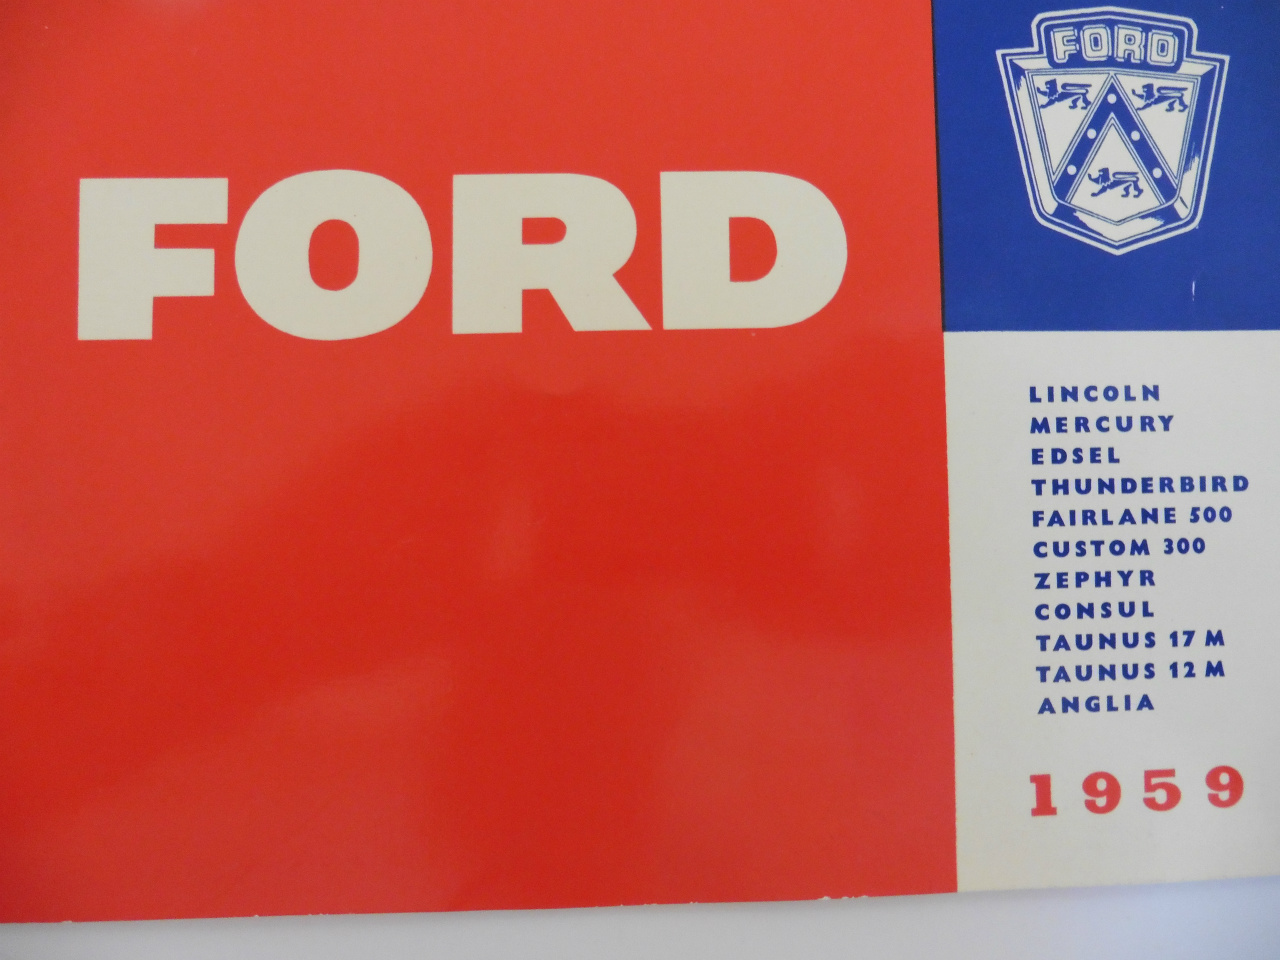 FORD
FORD
LINCOLN
MERCURY
EDSEL
THUNDERBIRD
FAIRLANE 500
CUSTOM 300
ZEPHYR
CONSUL
TAUNUS 17 M
TAUNUS 12 M
ANGLIA
1959